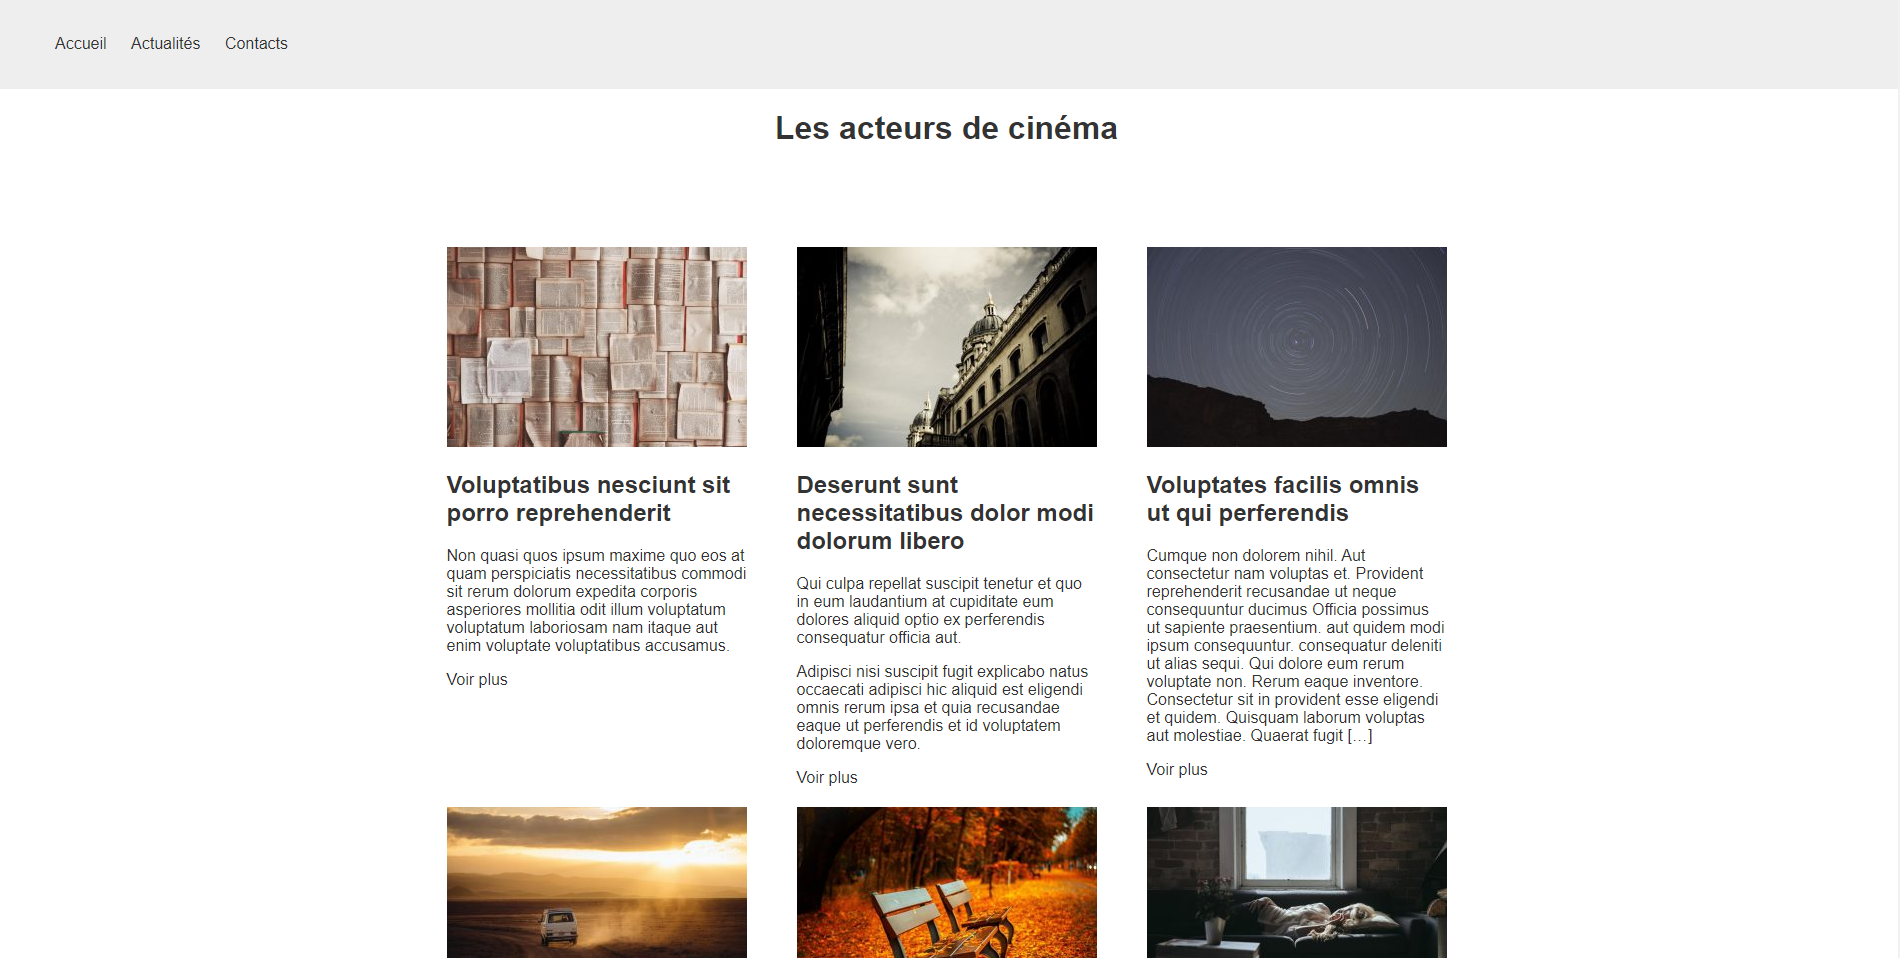 Accueil Actualités Contacts
Les acteurs de cinéma
Voluptatibus nesciunt sit
porro reprehenderit
Non quasi quos ipsum maxime quo eos at
quam perspiciatis necessitatibus commodi
sit rerum dolorum expedita corporis
asperiores mollitia odit illum voluptatum
voluptatum laboriosam nam itaque aut
enim voluptate voluptatibus accusamus.
Voir plus
Deserunt sunt
necessitatibus dolor modi
dolorum libero
Qui culpa repellat suscipit tenetur et quo
in eum laudantium at cupiditate eum
dolores aliquid optio ex perferendis
consequatur officia aut.
Adipisci nisi suscipit fugit explicabo natus
occaecati adipisci hic aliquid est eligendi
omnis rerum ipsa et quia recusandae
eaque ut perferendis et id voluptatem
doloremque vero.
Voir plus
Voluptates facilis omnis
ut qui perferendis
Cumque non dolorem nihil. Aut
consectetur nam voluptas et. Provident
reprehenderit recusandae ut neque
consequuntur ducimus Officia possimus
ut sapiente praesentium. aut quidem modi
ipsum consequuntur. consequatur deleniti
ut alias sequi. Qui dolore eum rerum
voluptate non. Rerum eaque inventore.
Consectetur sit in provident esse eligendi
et quidem. Quisquam laborum voluptas
aut molestiae. Quaerat fugit […]
Voir plus